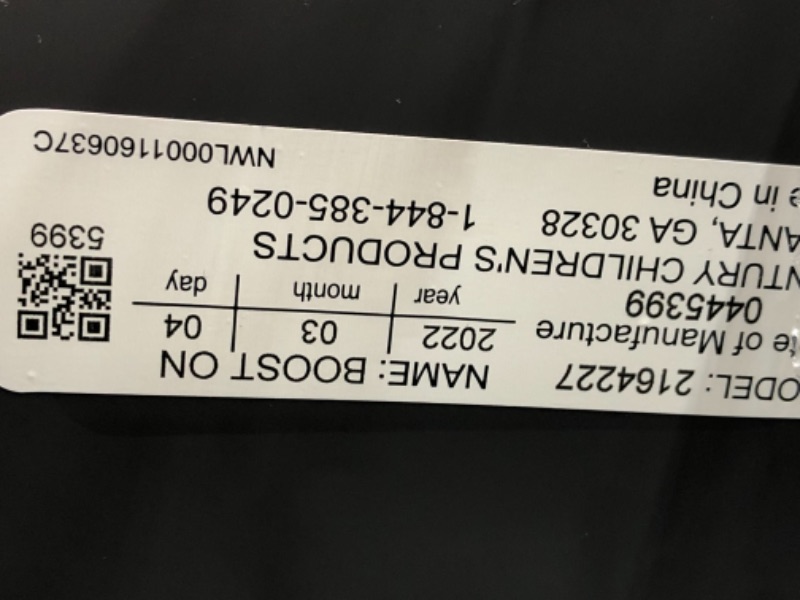 ODEL: 2164227 NAME: BOOST ON
te of Manufacture 2022 03 04
0445399 year month day
NTURY CHILDREN'S PRODUCTS 5399
ANTA, GA 30328 1-844-385-0249
e in China NWL0001160637C